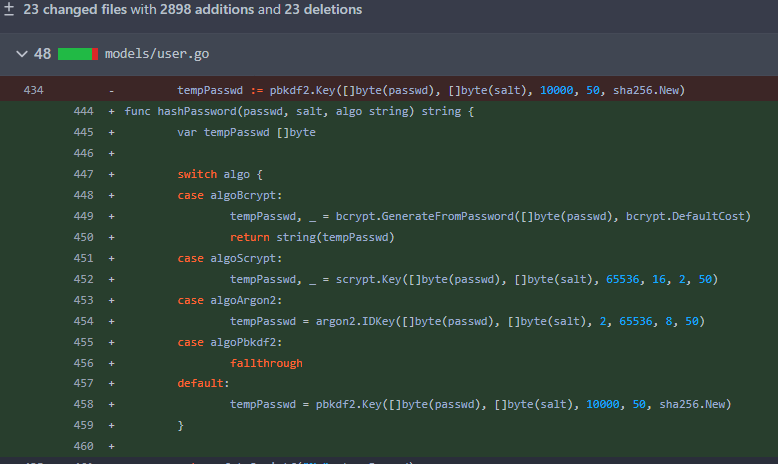 ± 23 changed files with 2898 additions and 23 deletions
48 models/user.go
434 - tempPasswd := pbkdf2.Key([]byte(passwd), []byte(salt), 10000, 50, sha256.New)
444 + func hashPassword(passwd, salt, algo string) string {
445 + var tempPasswd []byte
446 +
447 + switch algo {
448 + case algoBcrypt:
449 + tempPasswd, _ = bcrypt.GenerateFromPassword([]byte(passwd), bcrypt.DefaultCost)
450 + return string(tempPasswd)
451 + case algoScrypt:
452 + tempPasswd, _ = scrypt.Key([]byte(passwd), []byte(salt), 65536, 16, 2, 50)
453 + case algoArgon2:
454 + tempPasswd = argon2.IDKey([]byte(passwd), []byte(salt), 2, 65536, 8, 50)
455 + case algoPbkdf2:
456 + fallthrough
457 + default:
458 + tempPasswd = pbkdf2.Key([]byte(passwd), []byte(salt), 10000, 50, sha256.New)
459 + }
460 +